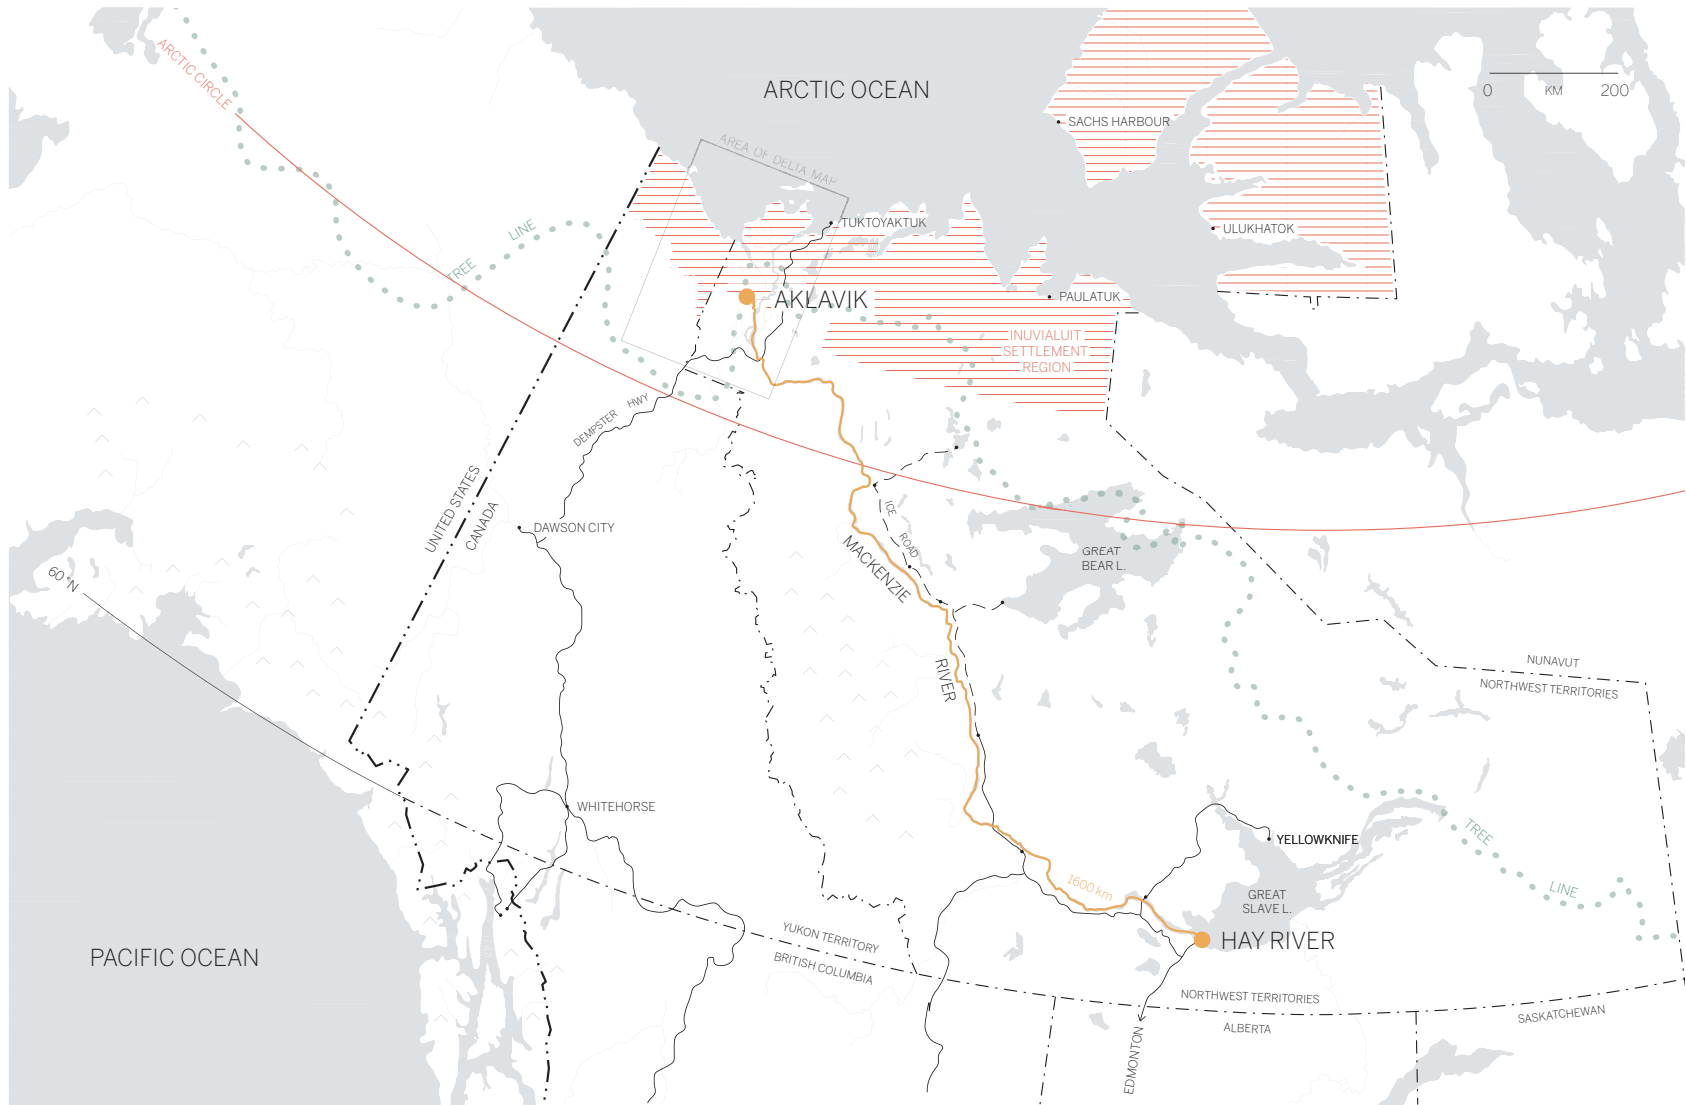 ARCTIC OCEAN
ARCTIC CIRCLE
0 KM 200
SACHS HARBOUR
AREA OF DELTA MAP
TUKTOYAKTUK
ULUKHATOK
TREE LINE
AKLAVIK
PAULATUK
INUVIALUIT
SETTLEMENT
REGION
DEMPSTER HWY
UNITED STATES
CANADA
DAWSON CITY
ICE ROAD
MACKENZIE RIVER
GREAT
BEAR L.
60°N
NUNAVUT
NORTHWEST TERRITORIES
WHITEHORSE
YELLOWKNIFE
TREE LINE
1600 km
GREAT
SLAVE L.
HAY RIVER
PACIFIC OCEAN
YUKON TERRITORY
BRITISH COLUMBIA
NORTHWEST TERRITORIES
ALBERTA
SASKATCHEWAN
EDMONTON